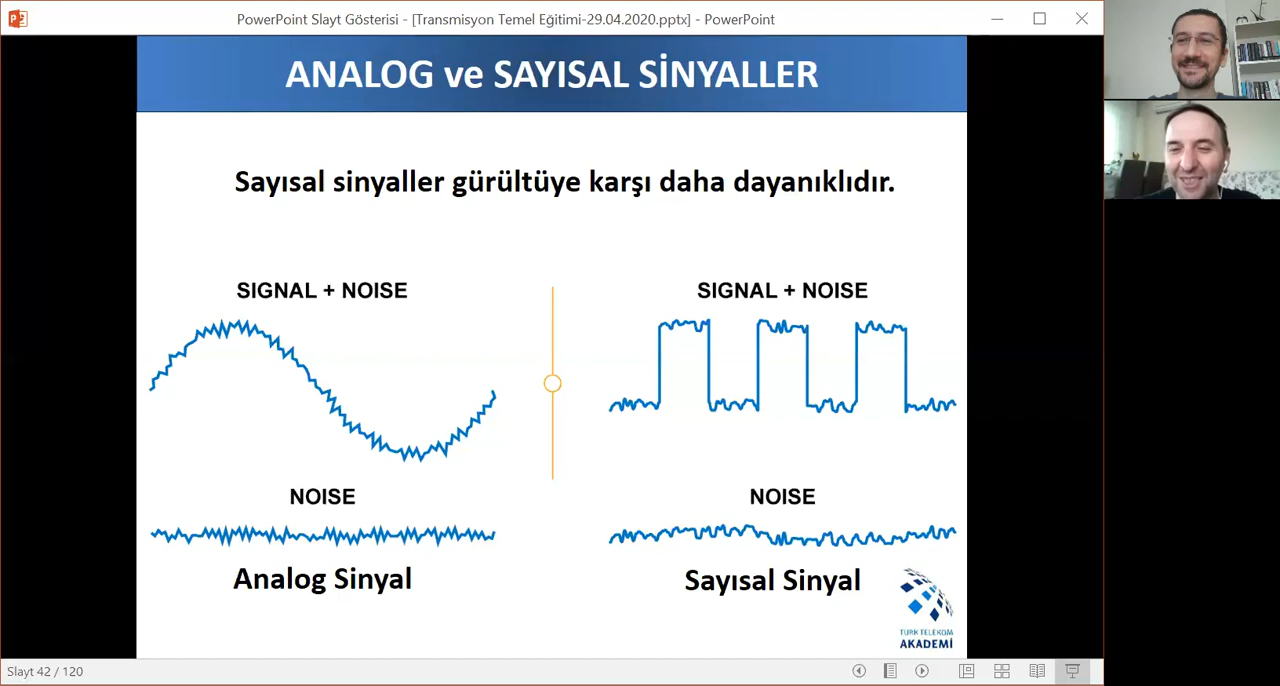 PowerPoint Slayt Gösterisi - [Transmisyon Temel Eğitimi-29.04.2020.pptx] - PowerPoint
ANALOG ve SAYISAL SİNYALLER
Sayısal sinyaller gürültüye karşı daha dayanıklıdır.
SIGNAL + NOISE
SIGNAL + NOISE
NOISE
NOISE
Analog Sinyal
Sayısal Sinyal
TÜRK TELEKOM
AKADEMİ
Slayt 42 / 120